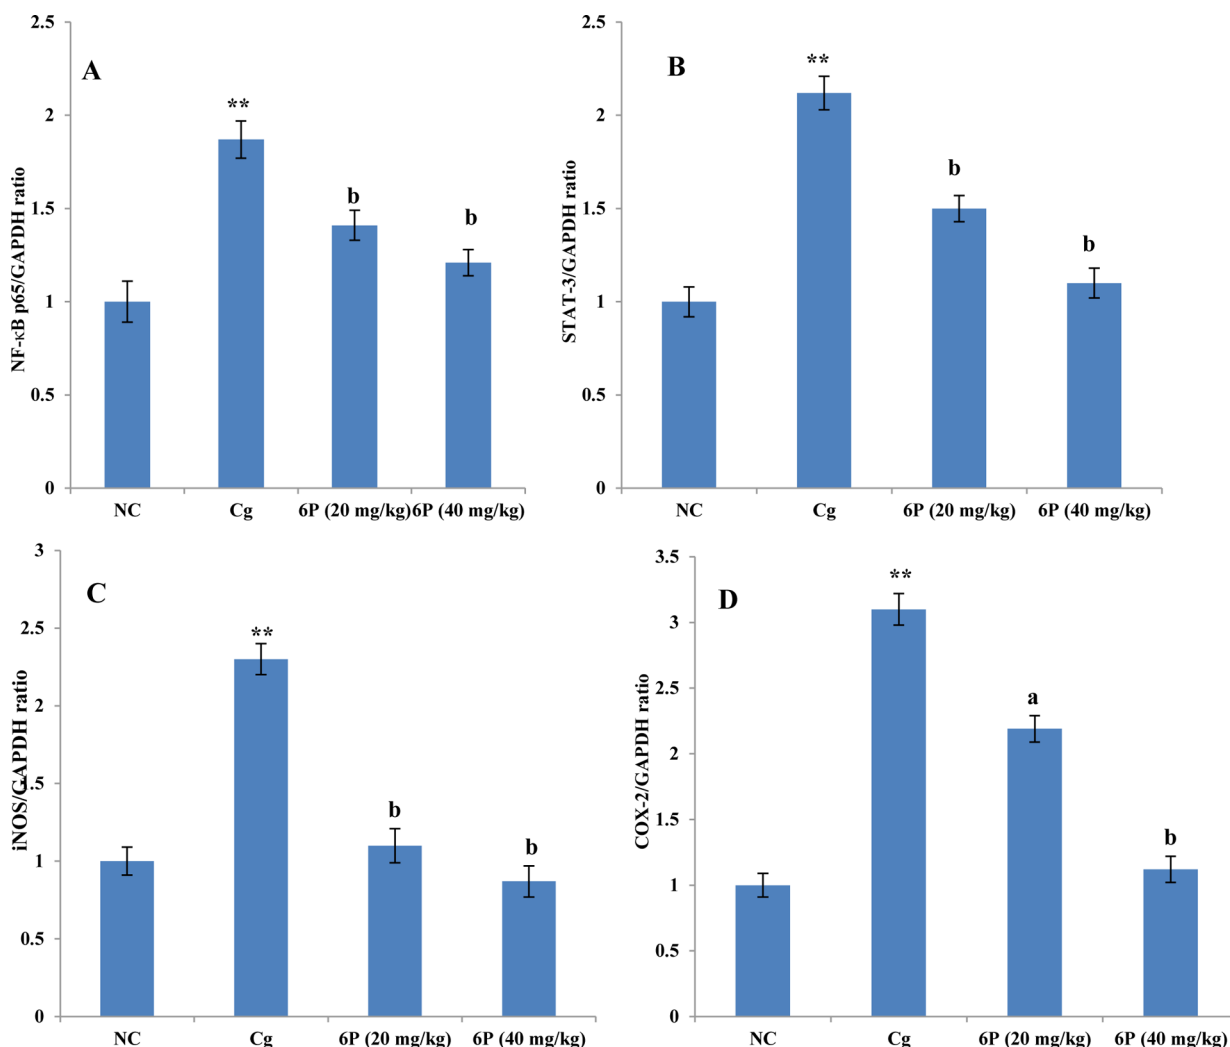 A
NF-κB p65/GAPDH ratio
2.5
2
1.5
1
0.5
0
**
b
b
NC Cg 6P (20 mg/kg) 6P (40 mg/kg)
B
STAT-3/GAPDH ratio
2.5
2
1.5
1
0.5
0
**
b
b
NC Cg 6P (20 mg/kg) 6P (40 mg/kg)
C
iNOS/GAPDH ratio
3
2.5
2
1.5
1
0.5
0
**
b
b
NC Cg 6P (20 mg/kg) 6P (40 mg/kg)
D
COX-2/GAPDH ratio
3.5
3
2.5
2
1.5
1
0.5
0
**
a
b
NC Cg 6P (20 mg/kg) 6P (40 mg/kg)